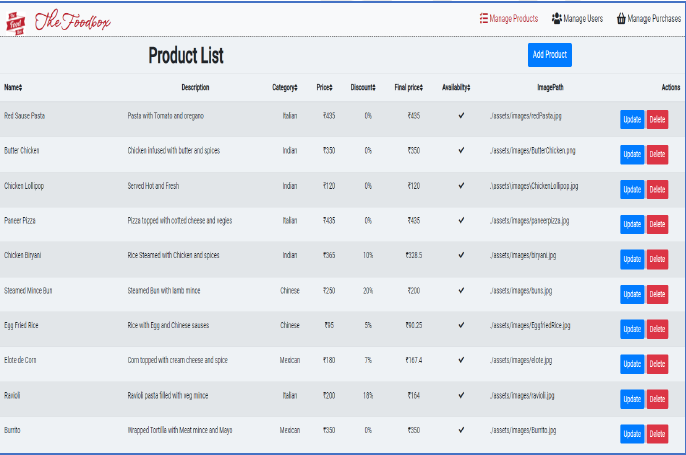 The Foodbox
Manage Products Manage Users Manage Purchases
Product List Add Product
Name Description Category Price Discount Final price Availabilty ImagePath Actions
Red Sause Pasta Pasta with Tomato and oregano Italian ₹435 0% ₹435 ✔ ./assets/images/redPasta.jpg Update Delete
Butter Chicken Chicken infused with butter and spices Indian ₹350 0% ₹350 ✔ ./assets/images/ButterChicken.png Update Delete
Chicken Lollipop Served Hot and Fresh Indian ₹120 0% ₹120 ✔ .\assets\images\ChickenLollipop.jpg Update Delete
Paneer Pizza Pizza topped with cotted cheese and vegies Italian ₹435 0% ₹435 ✔ ./assets/images/paneerpizza.jpg Update Delete
Chicken Biryani Rice Steamed with Chicken and spices Indian ₹365 10% ₹328.5 ✔ ./assets/images/biryani.jpg Update Delete
Steamed Mince Bun Steamed Bun with lamb mince Chinese ₹250 20% ₹200 ✔ ./assets/images/buns.jpg Update Delete
Egg Fried Rice Rice with Egg and Chinese sauses Chinese ₹95 5% ₹90.25 ✔ ./assets/images/EggfriedRice.jpg Update Delete
Elote de Corn Corn topped with cream cheese and spice Mexican ₹180 7% ₹167.4 ✔ ./assets/images/elote.jpg Update Delete
Ravioli Ravioli pasta filled with veg mince Italian ₹200 18% ₹164 ✔ ./assets/images/ravioli.jpg Update Delete
Burrito Wrapped Tortilla with Meat mince and Mayo Mexican ₹350 0% ₹350 ✔ ./assets/images/Burrito.jpg Update Delete